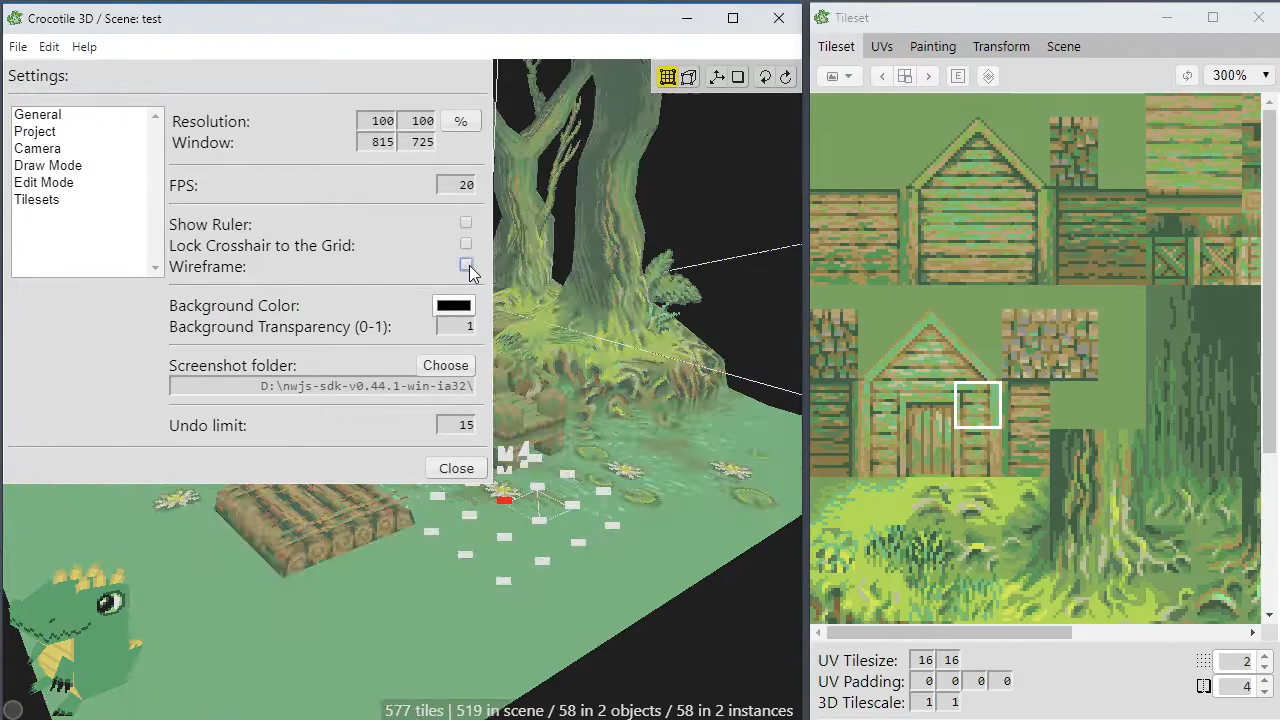 Crocotile 3D / Scene: test
File Edit Help
Settings:
General
Project
Camera
Draw Mode
Edit Mode
Tilesets
Resolution: 100 100 %
Window: 815 725
FPS: 20
Show Ruler:
Lock Crosshair to the Grid:
Wireframe:
Background Color:
Background Transparency (0-1): 1
Screenshot folder: Choose
D:\nwjs-sdk-v0.44.1-win-ia32\
Undo limit: 15
Close
577 tiles | 519 in scene / 58 in 2 objects / 58 in 2 instances
Tileset
Tileset UVs Painting Transform Scene
E 300%
UV Tilesize: 16 16
2
UV Padding: 0 0 0 0
4
3D Tilescale: 1 1